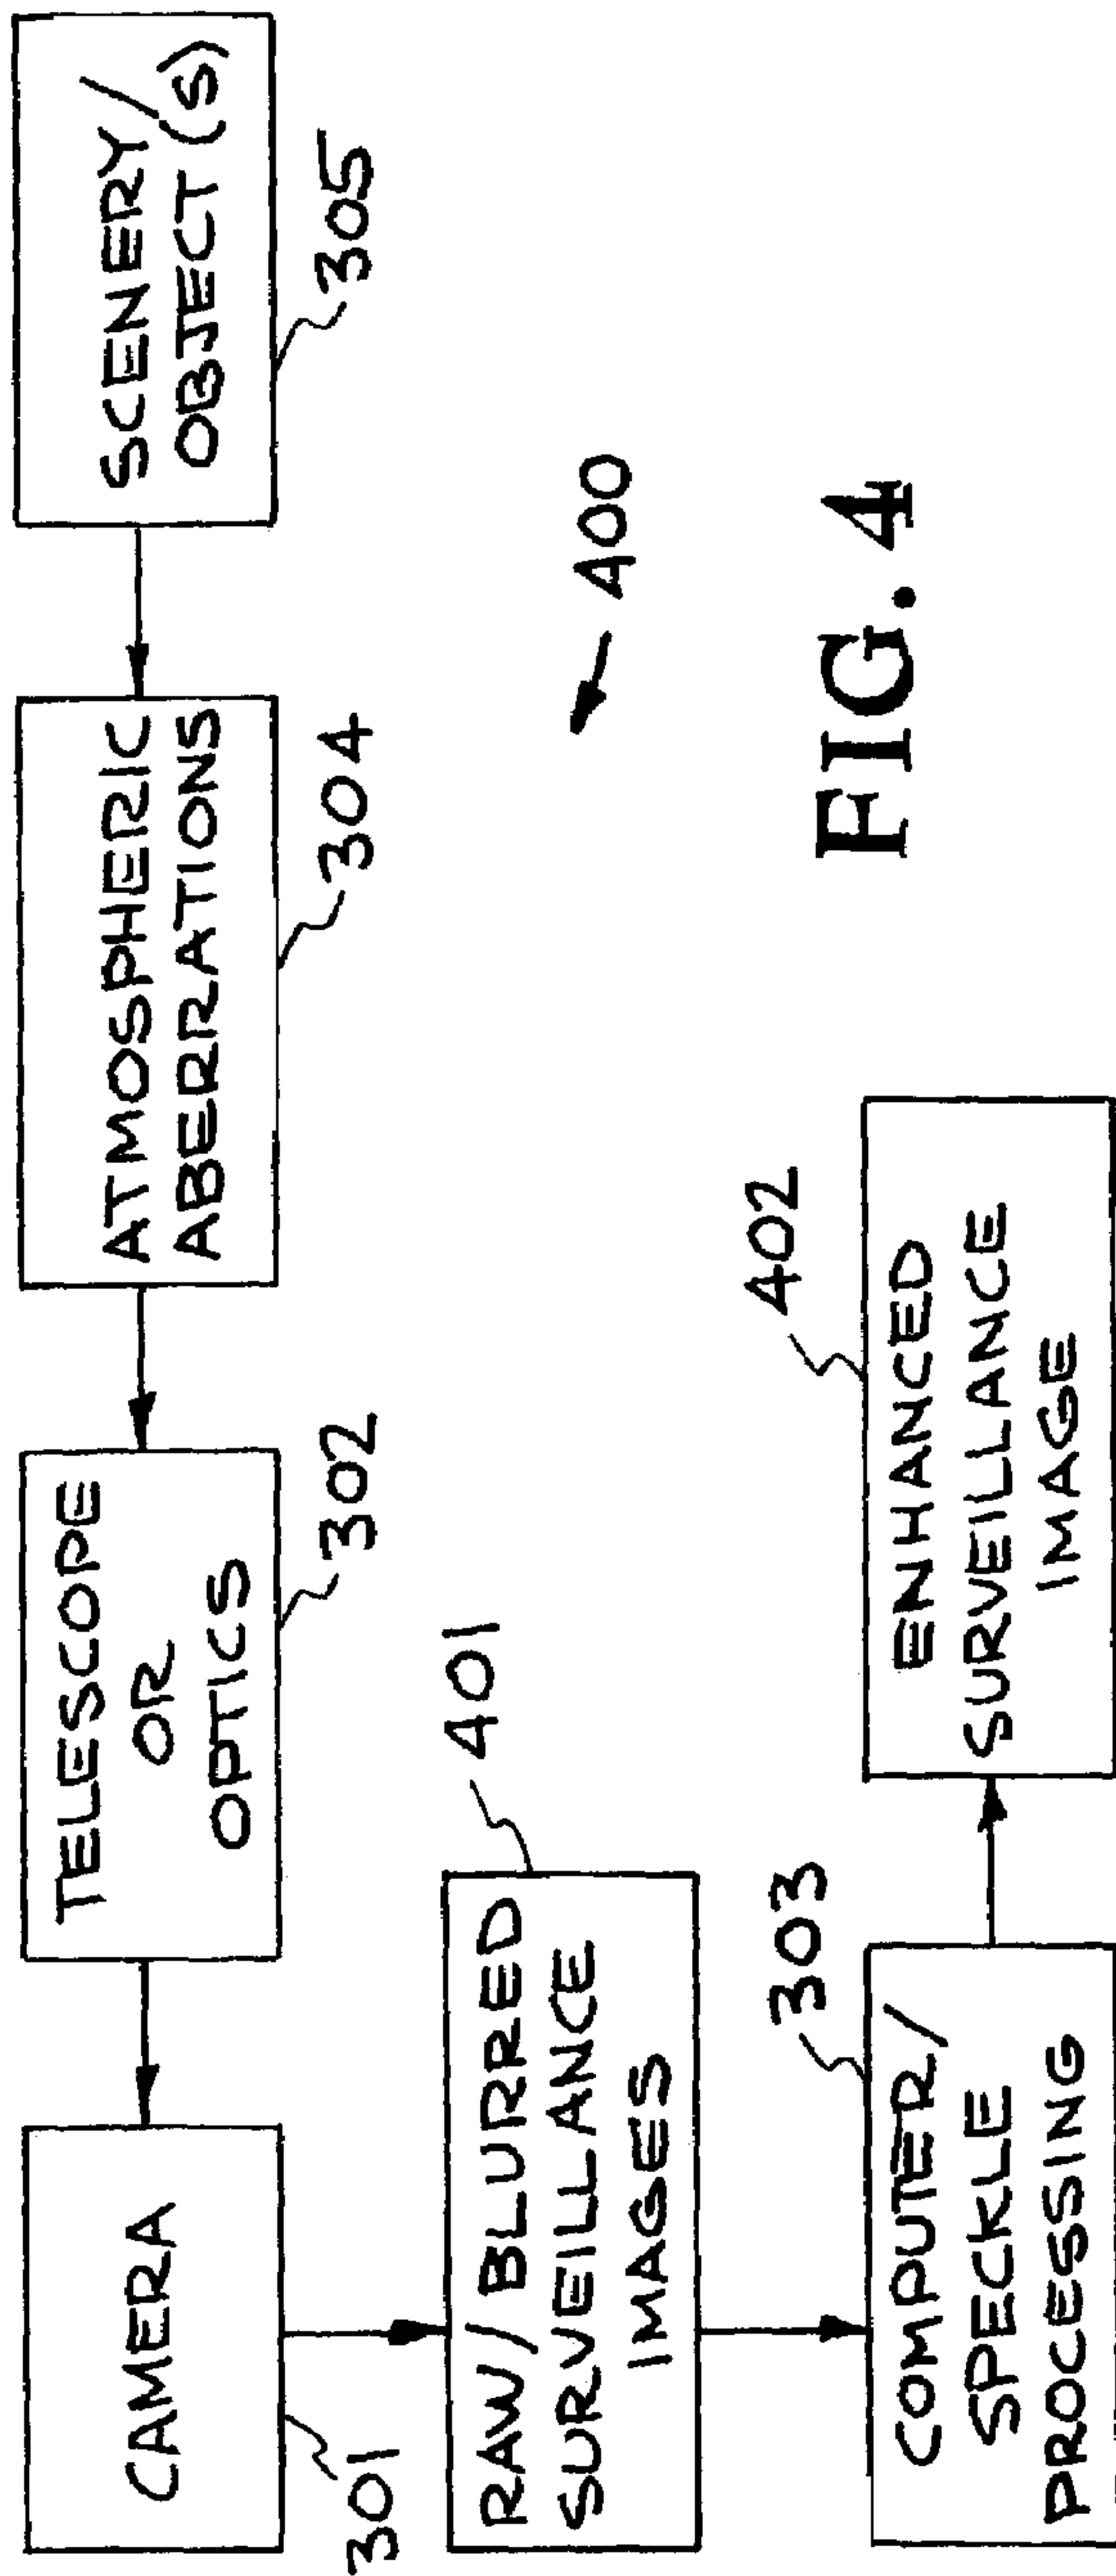 CAMERA
301
TELESCOPE
OR
OPTICS
302
ATMOSPHERIC
ABERRATIONS
304
SCENERY/
OBJECT(S)
305
RAW/BLURRED
SURVEILLANCE
IMAGES
401
400
COMPUTER/
SPECKLE
PROCESSING
303
ENHANCED
SURVEILLANCE
IMAGE
402
FIG. 4